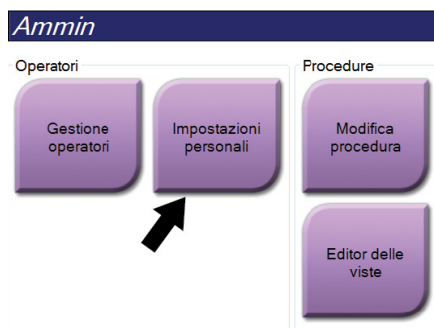 Ammin
Operatori
Procedure
Gestione
operatori
Impostazioni
personali
Modifica
procedura
Editor delle
viste